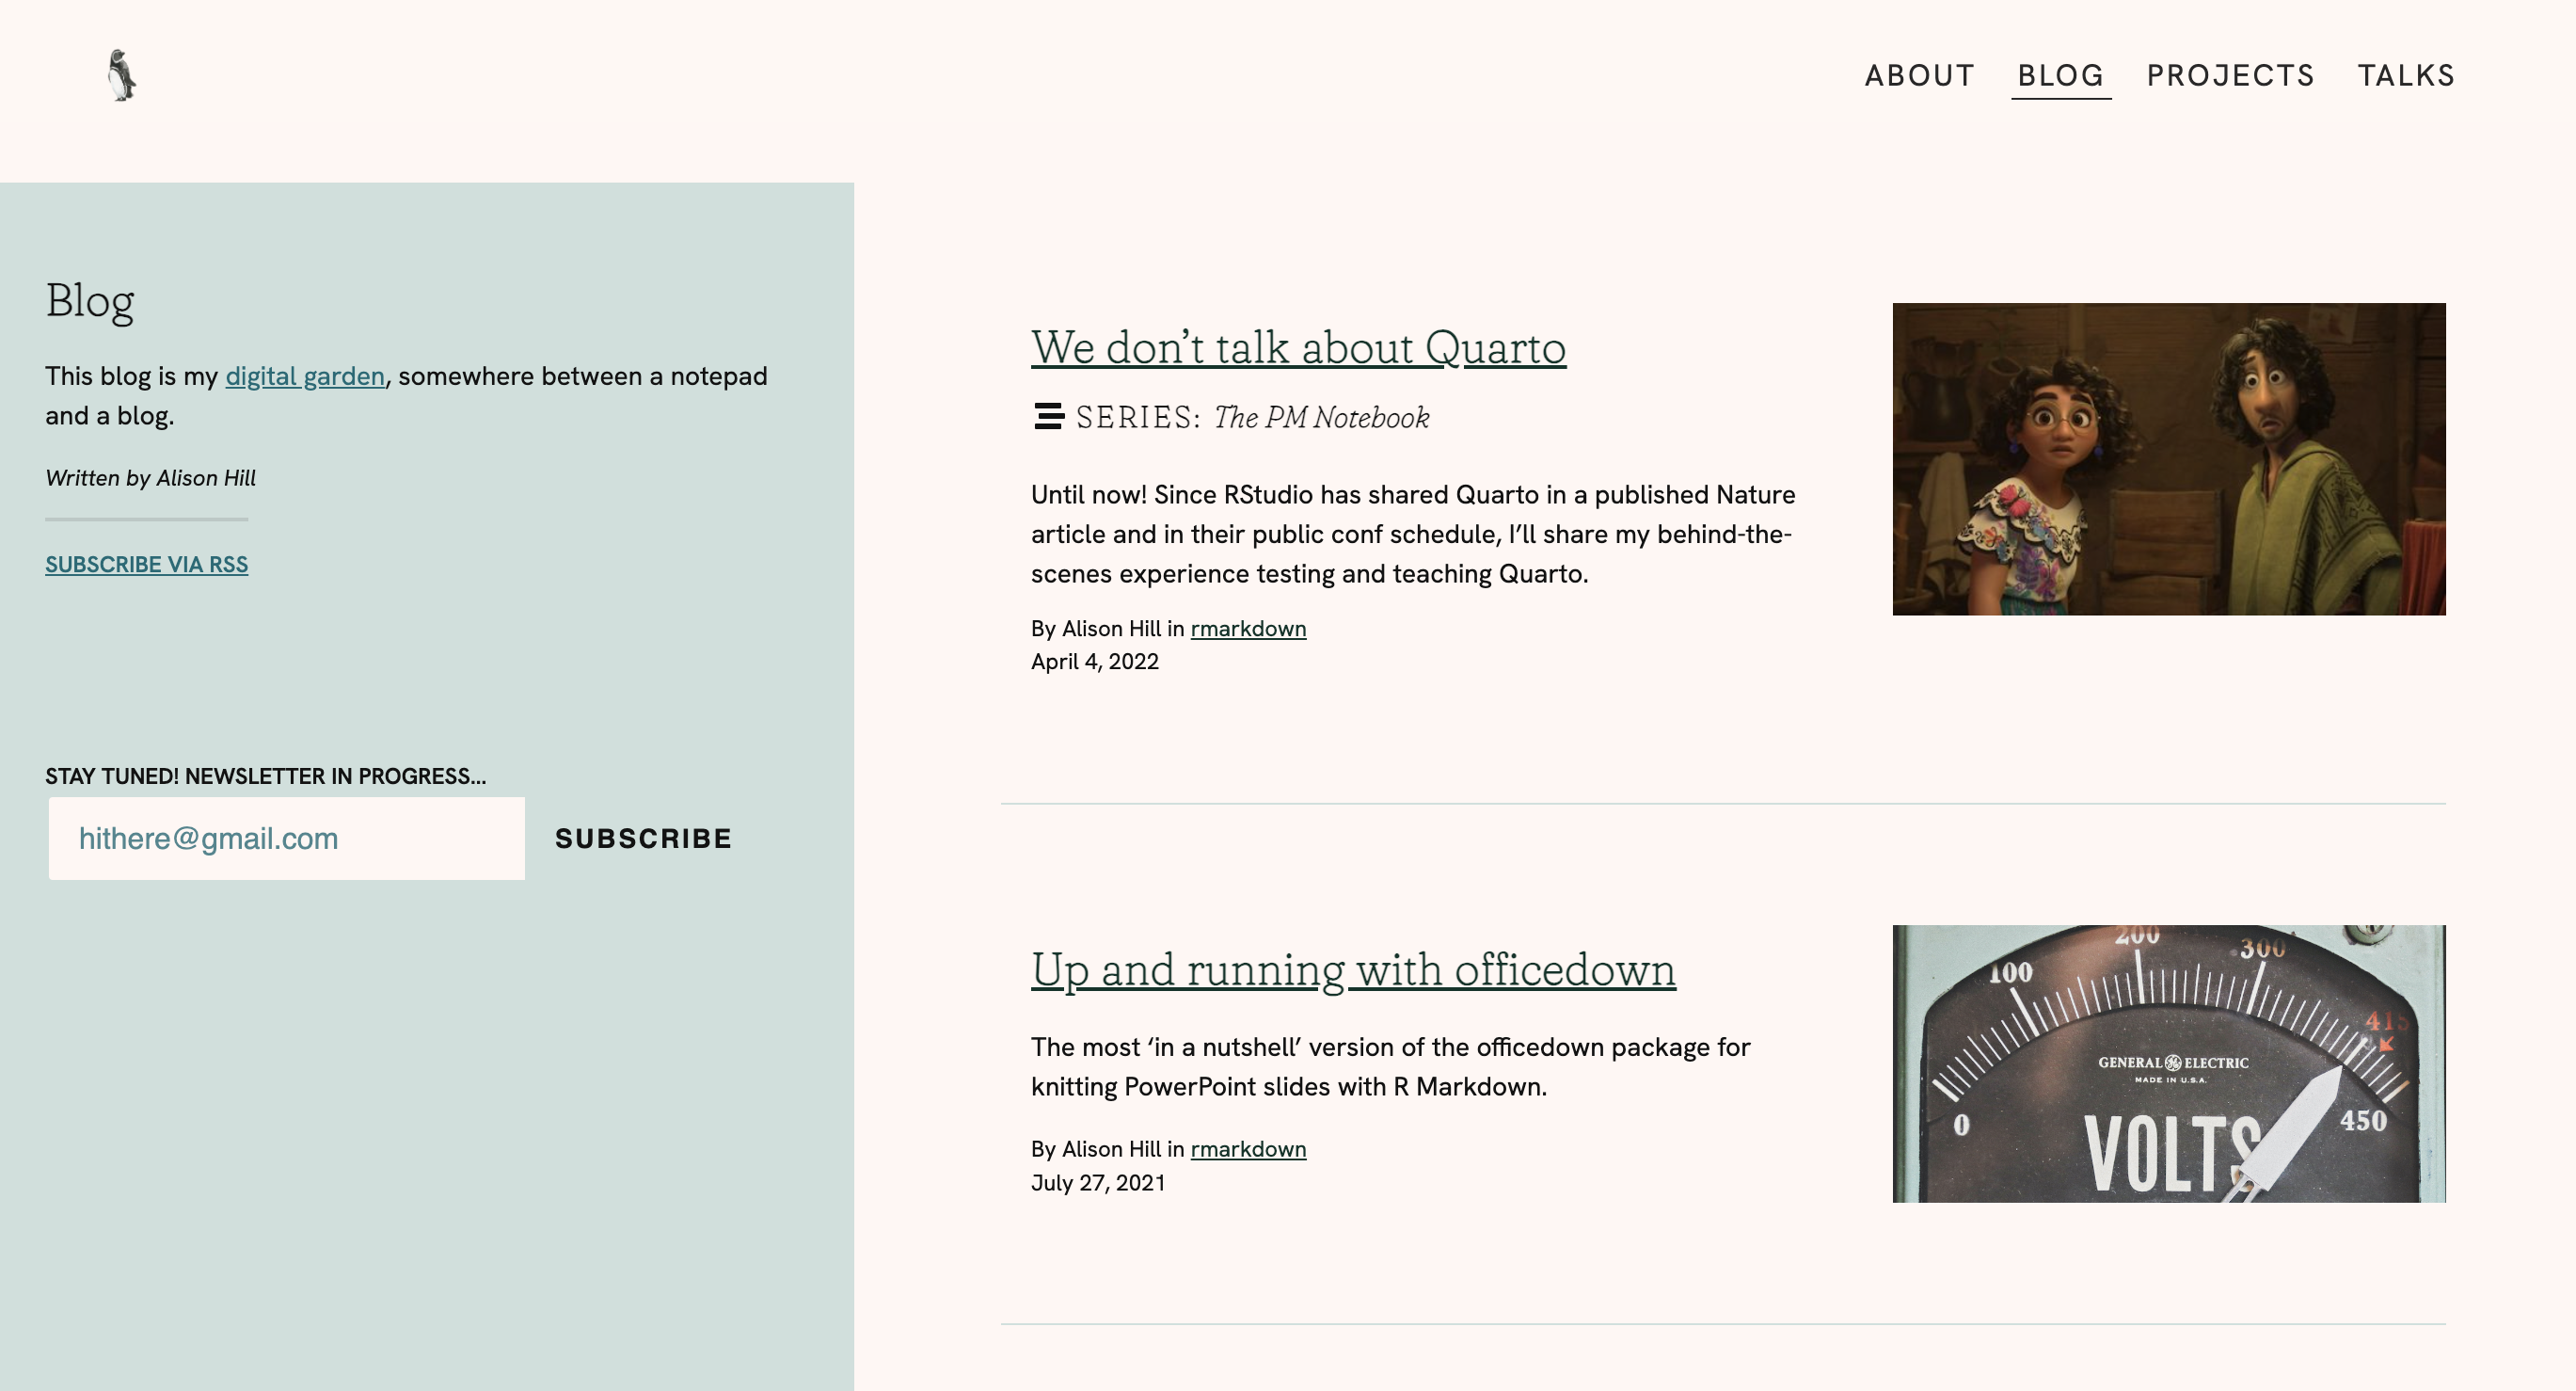 ABOUT BLOG PROJECTS TALKS
Blog
This blog is my digital garden, somewhere between a notepad
and a blog.
Written by Alison Hill
SUBSCRIBE VIA RSS
STAY TUNED! NEWSLETTER IN PROGRESS...
hithere@gmail.com SUBSCRIBE
We don’t talk about Quarto
SERIES: The PM Notebook
Until now! Since RStudio has shared Quarto in a published Nature
article and in their public conf schedule, I’ll share my behind-the-
scenes experience testing and teaching Quarto.
By Alison Hill in rmarkdown
April 4, 2022
Up and running with officedown
The most ‘in a nutshell’ version of the officedown package for
knitting PowerPoint slides with R Markdown.
By Alison Hill in rmarkdown
July 27, 2021
0 100 200 300 415 450
GENERAL GE ELECTRIC
MADE IN U.S.A.
VOLTS